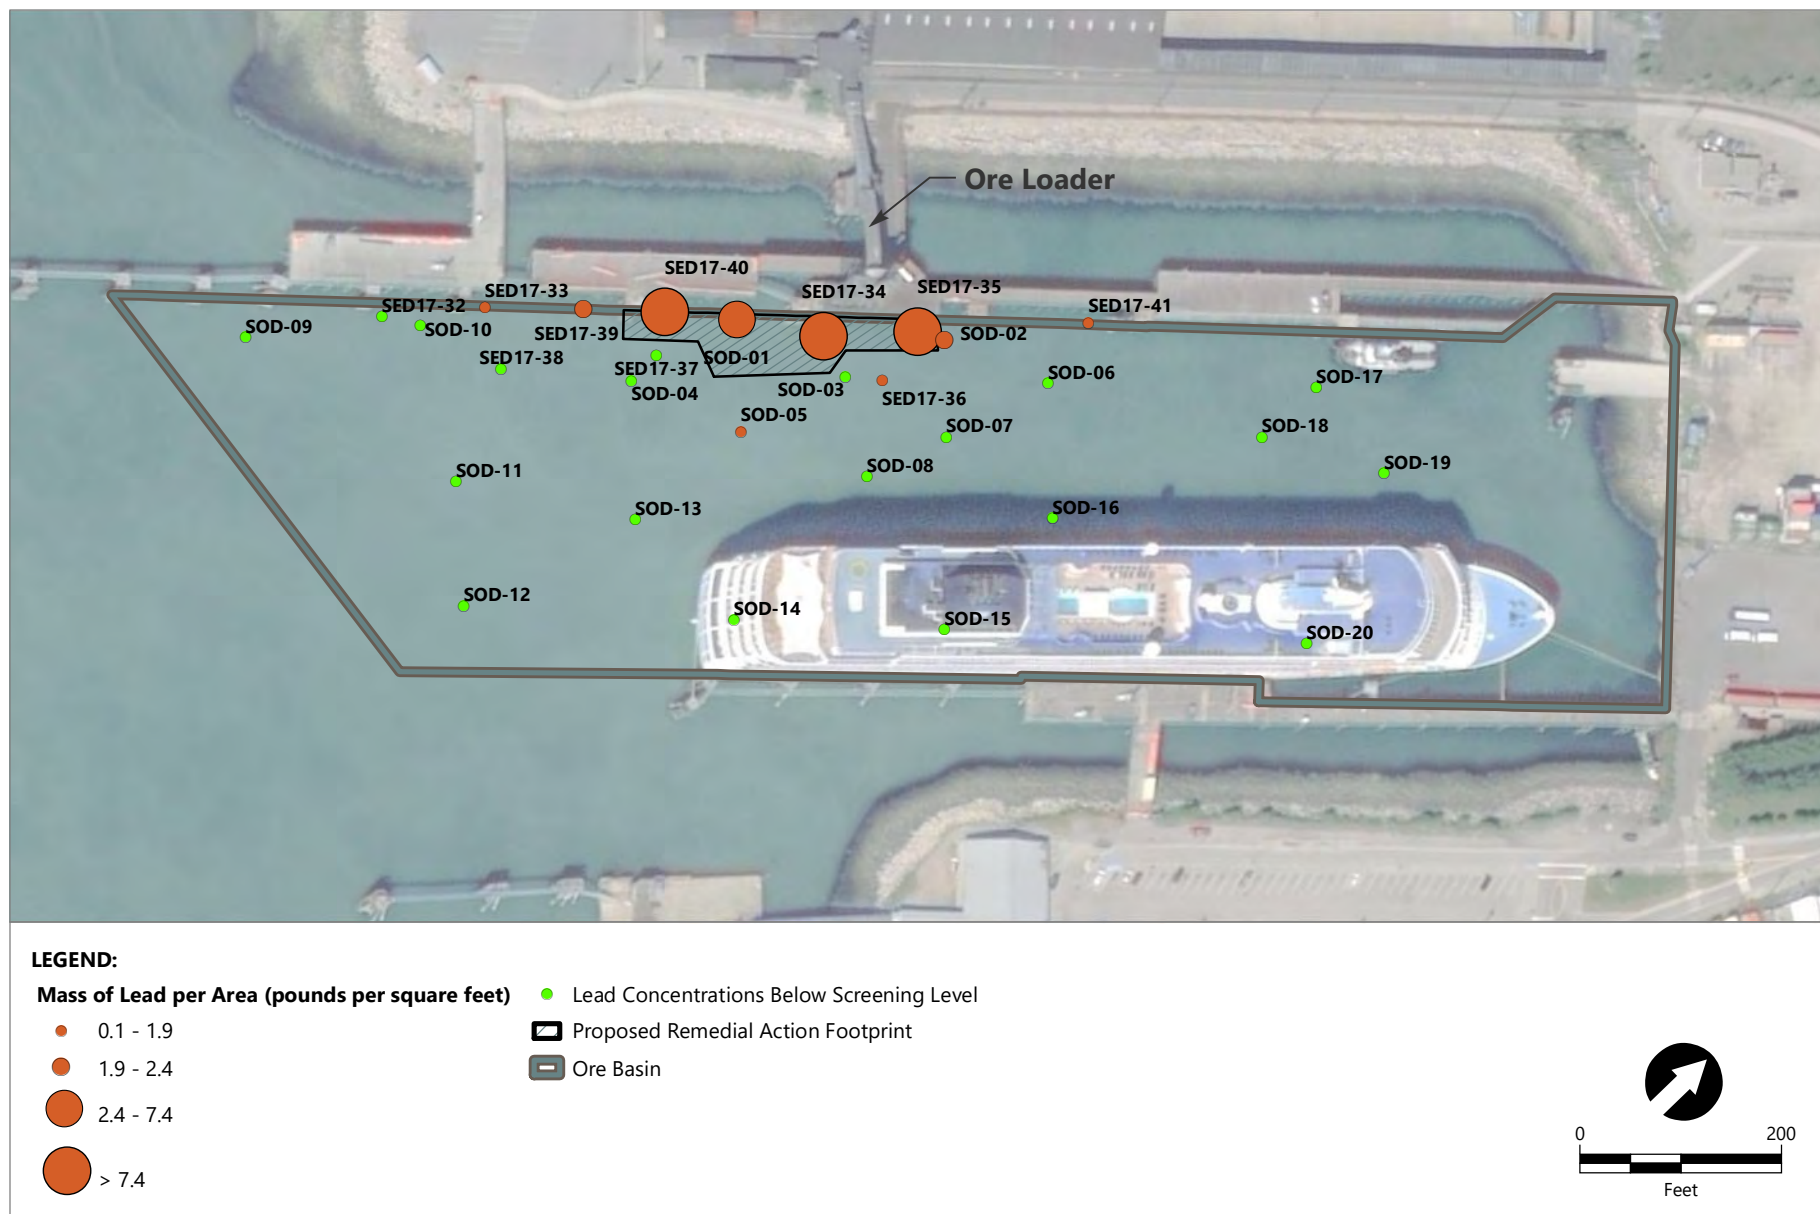 Ore Loader
SED17-40
SED17-35
SED17-33
SED17-34
SED17-32
SED17-41
SOD-09
SOD-10
SED17-39
SOD-02
SED17-38
SOD-01
SED17-37
SOD-04
SOD-03
SED17-36
SOD-06
SOD-17
SOD-05
SOD-07
SOD-18
SOD-11
SOD-08
SOD-19
SOD-13
SOD-16
SOD-12
SOD-14
SOD-15
SOD-20
LEGEND:
Mass of Lead per Area (pounds per square feet)
0.1 - 1.9
1.9 - 2.4
2.4 - 7.4
> 7.4
Lead Concentrations Below Screening Level
Proposed Remedial Action Footprint
Ore Basin
0 200
Feet